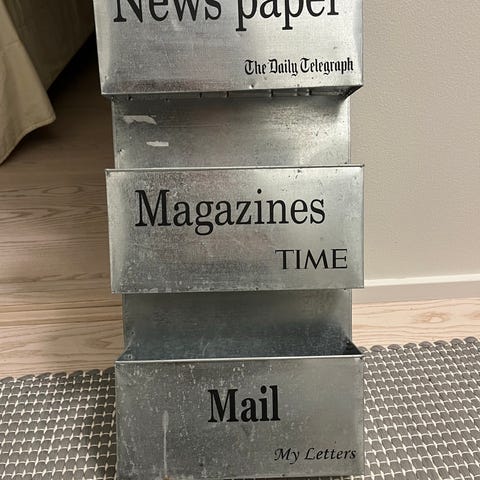 News paper
The Daily Telegraph
Magazines
TIME
Mail
My Letters